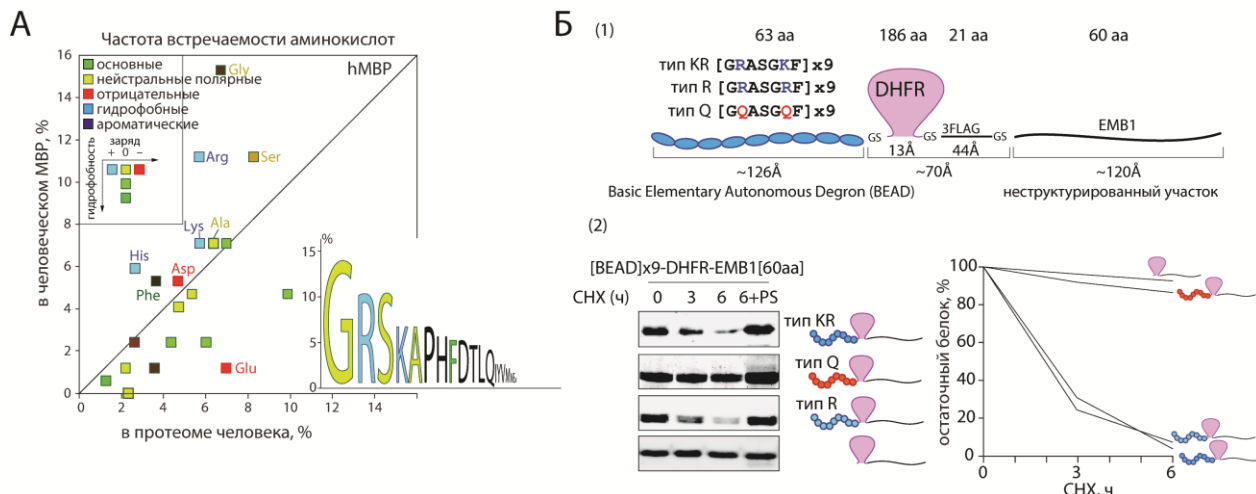 А
Частота встречаемости аминокислот
в человеческом MBP, %
16
14
12
10
8
6
4
2
0
основные
нейстральные полярные
отрицательные
гидрофобные
ароматические
заряд
+ 0 –
гидрофобность
hMBP
Gly
Arg
Ser
Lys
Ala
His
Asp
Phe
Glu
%
15
10
5
0
GRSKAPHFDTLQ
0 2 4 6 8 10 12 14
в протеоме человека, %
Б
(1)
63 aa 186 aa 21 aa 60 aa
тип KR [GRASGKF]x9
тип R [GRASGRF]x9
тип Q [GQASGQF]x9
DHFR
GS GS 3FLAG GS EMB1
13Å 44Å
~126Å ~70Å ~120Å
Basic Elementary Autonomous Degron (BEAD) неструктурированный участок
(2)
[BEAD]x9-DHFR-EMB1[60aa]
CHX (ч) 0 3 6 6+PS
тип KR
тип Q
тип R
остаточный белок, %
100
80
60
40
20
0
0 3 6
CHX, ч